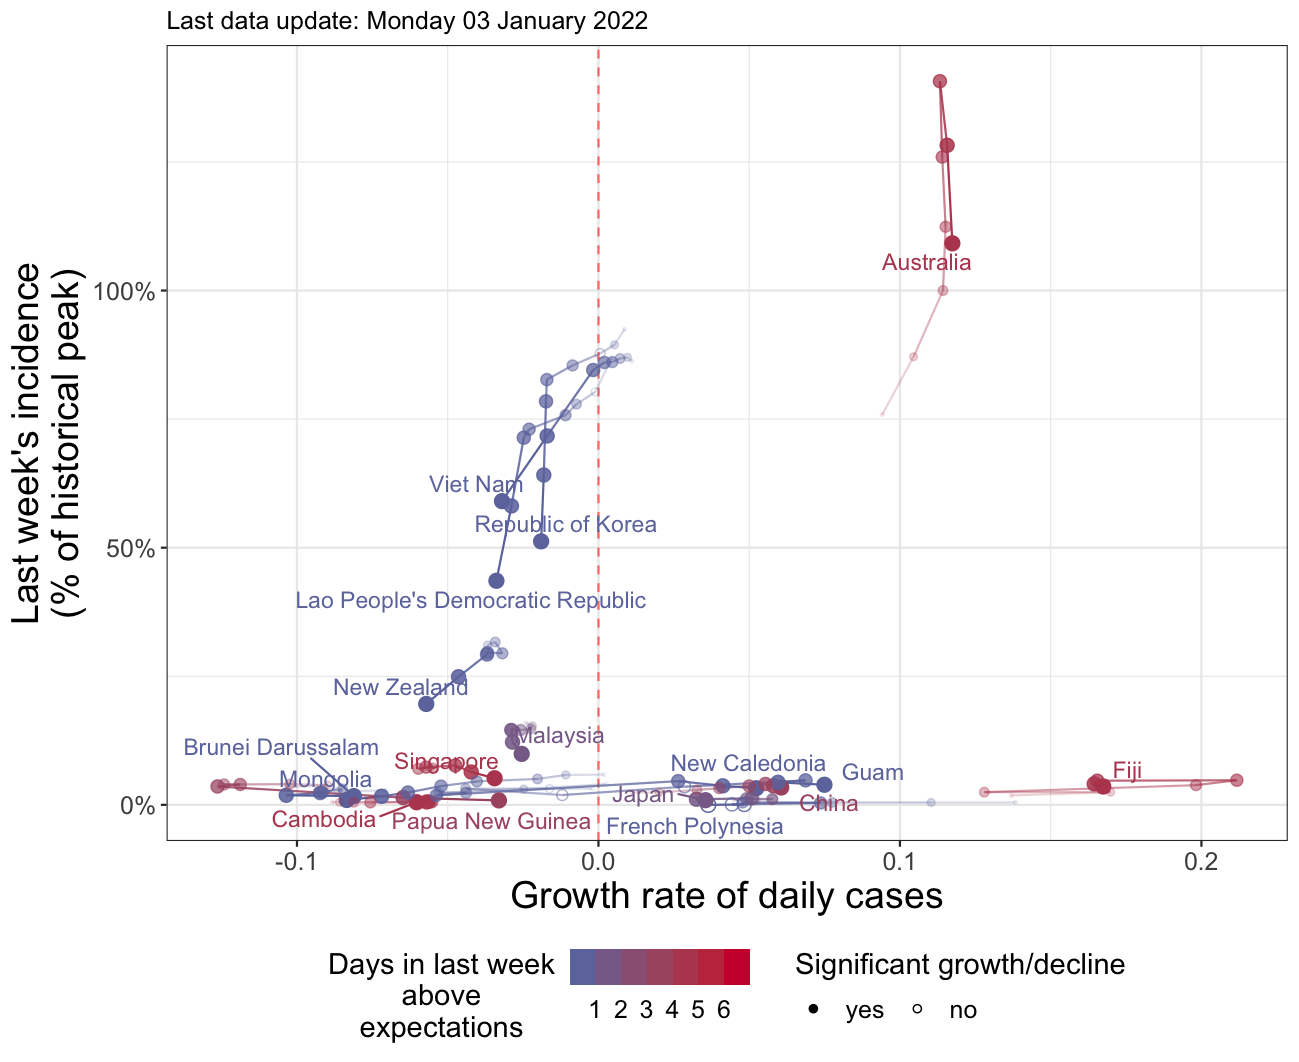 Last data update: Monday 03 January 2022
Last week's incidence
(% of historical peak)
100%
50%
0%
Australia
Viet Nam
Republic of Korea
Lao People's Democratic Republic
New Zealand
Malaysia
Brunei Darussalam
Singapore
Mongolia
New Caledonia
Guam
Fiji
Japan
China
Cambodia
Papua New Guinea
French Polynesia
-0.1
0.0
0.1
0.2
Growth rate of daily cases
Days in last week
above
expectations
1 2 3 4 5 6
Significant growth/decline
yes no